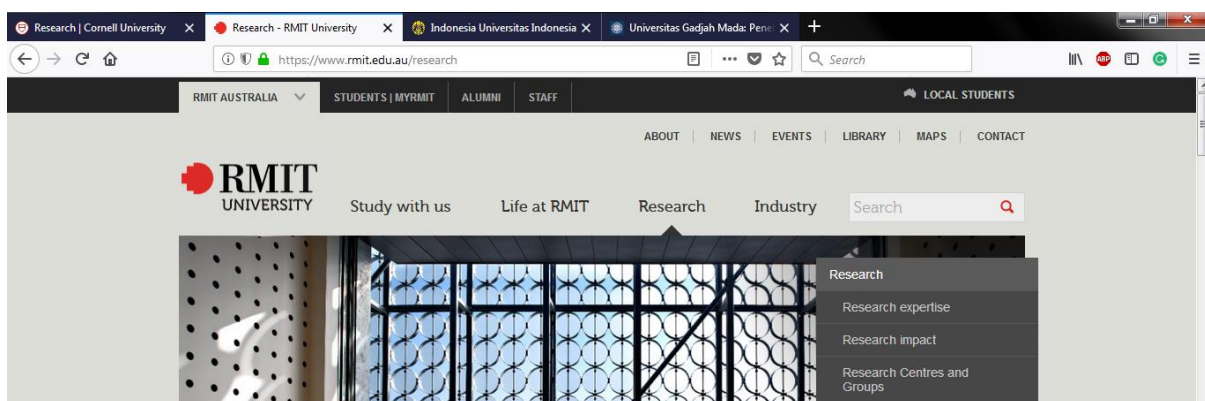 Research | Cornell University
Research - RMIT University
Indonesia Universitas Indonesia
Universitas Gadjah Mada: Penel
https://www.rmit.edu.au/research
Search
ABP
RMIT AUSTRALIA
STUDENTS | MYRMIT
ALUMNI
STAFF
LOCAL STUDENTS
ABOUT | NEWS | EVENTS | LIBRARY | MAPS | CONTACT
RMIT
UNIVERSITY
Study with us
Life at RMIT
Research
Industry
Search
Research
Research expertise
Research impact
Research Centres and
Groups